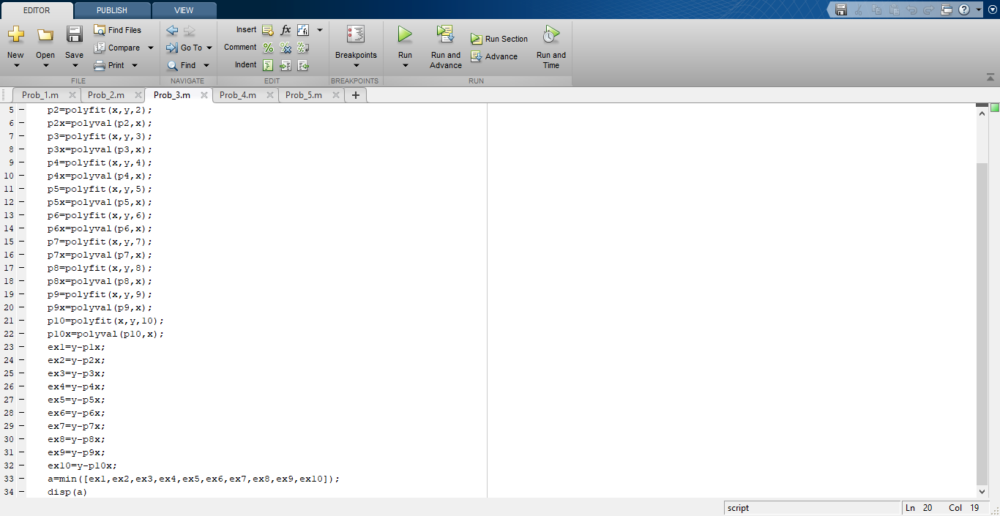 EDITOR PUBLISH VIEW
New Open Save Find Files Compare Print
FILE
Go To Find
NAVIGATE
Insert fx
Comment % %
Indent
EDIT
Breakpoints
BREAKPOINTS
Run Run and Advance Run Section Advance Run and Time
RUN
Prob_1.m Prob_2.m Prob_3.m Prob_4.m Prob_5.m +
5 p2=polyfit(x,y,2);
6 p2x=polyval(p2,x);
7 p3=polyfit(x,y,3);
8 p3x=polyval(p3,x);
9 p4=polyfit(x,y,4);
10 p4x=polyval(p4,x);
11 p5=polyfit(x,y,5);
12 p5x=polyval(p5,x);
13 p6=polyfit(x,y,6);
14 p6x=polyval(p6,x);
15 p7=polyfit(x,y,7);
16 p7x=polyval(p7,x);
17 p8=polyfit(x,y,8);
18 p8x=polyval(p8,x);
19 p9=polyfit(x,y,9);
20 p9x=polyval(p9,x);
21 p10=polyfit(x,y,10);
22 p10x=polyval(p10,x);
23 ex1=y-p1x;
24 ex2=y-p2x;
25 ex3=y-p3x;
26 ex4=y-p4x;
27 ex5=y-p5x;
28 ex6=y-p6x;
29 ex7=y-p7x;
30 ex8=y-p8x;
31 ex9=y-p9x;
32 ex10=y-p10x;
33 a=min([ex1,ex2,ex3,ex4,ex5,ex6,ex7,ex8,ex9,ex10]);
34 disp(a)
script Ln 20 Col 19